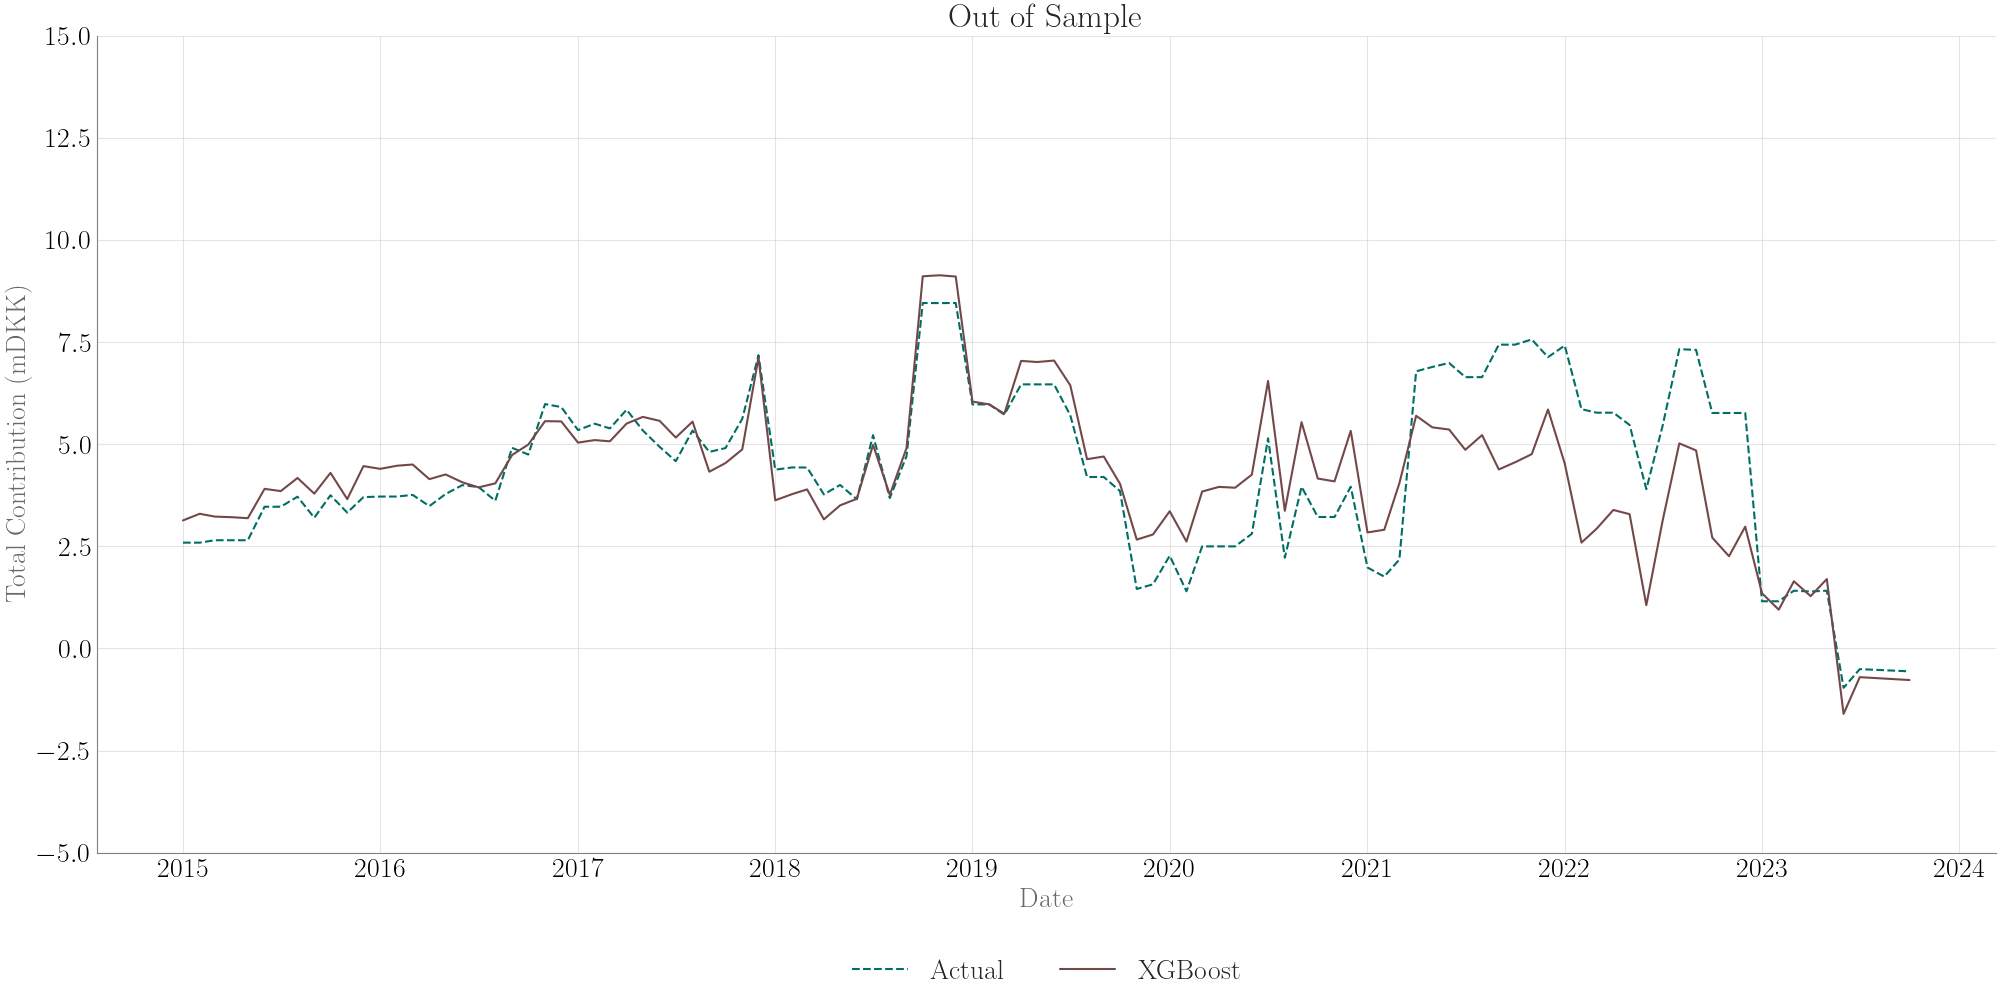 Out of Sample
15.0
12.5
10.0
7.5
5.0
2.5
0.0
−2.5
−5.0
Total Contribution (mDKK)
2015 2016 2017 2018 2019 2020 2021 2022 2023 2024
Date
Actual XGBoost